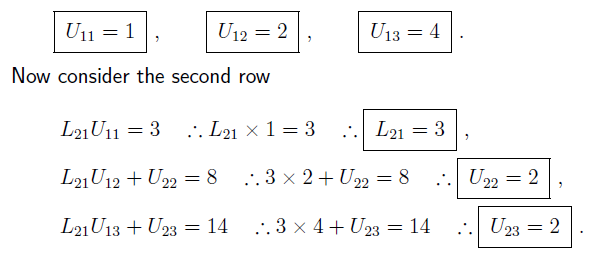 U₁₁ = 1 , U₁₂ = 2 , U₁₃ = 4 .
Now consider the second row
L₂₁U₁₁ = 3 ∴ L₂₁ × 1 = 3 ∴ L₂₁ = 3 ,
L₂₁U₁₂ + U₂₂ = 8 ∴ 3 × 2 + U₂₂ = 8 ∴ U₂₂ = 2 ,
L₂₁U₁₃ + U₂₃ = 14 ∴ 3 × 4 + U₂₃ = 14 ∴ U₂₃ = 2 .